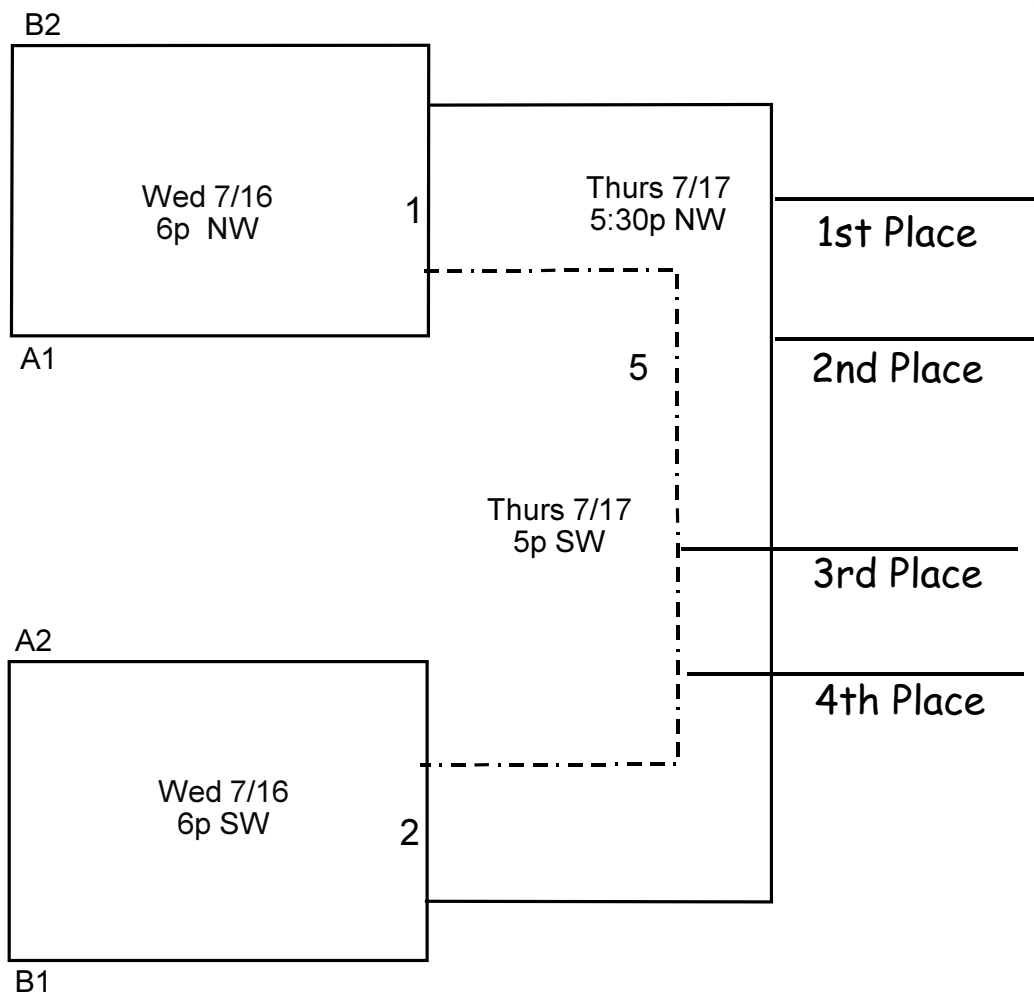 B2
Wed 7/16
6p  NW
1
Thurs 7/17
5:30p NW
1st Place
A1
5
2nd Place
Thurs 7/17
5p SW
3rd Place
A2
4th Place
Wed 7/16
6p SW
2
B1